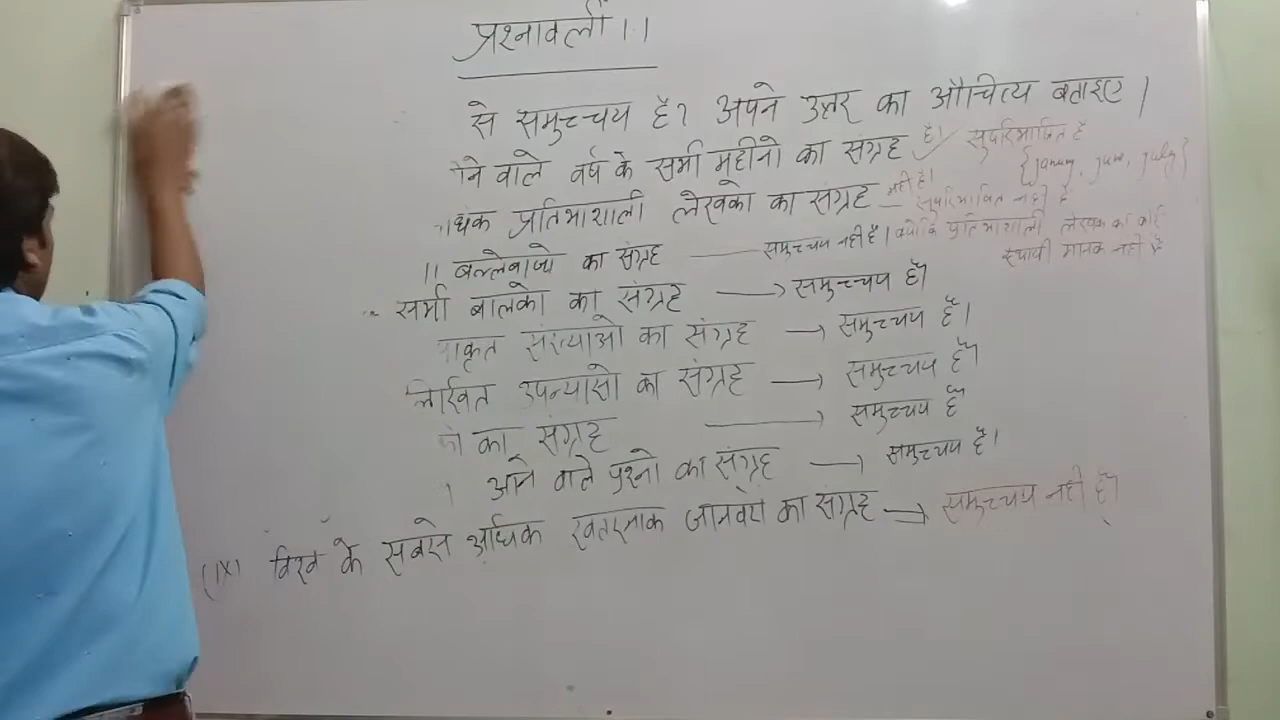 प्रश्नावली 1.1
से समुच्चय है? अपने उत्तर का औचित्य बताइए।
ने वाले वर्ष के सभी महीनो का संग्रह है। सुपरिभाषित है
{January, june, july}
धिक प्रतिभाशाली लेखको का संग्रह — नही है। सुपरिभाषित नही है
11 बल्लेबाजो का संग्रह — समुच्चय नही है। क्योकि प्रतिभाशाली लेखक का कोई
स्थायी मानक नही है
सभी बालको का संग्रह → समुच्चय है।
प्राकृत संख्याओ का संग्रह → समुच्चय है।
लिखित उपन्यासो का संग्रह → समुच्चय है।
का संग्रह → समुच्चय है
आने वाले प्रश्नो का संग्रह → समुच्चय है।
(ix) विश्व के सबसे अधिक खतरनाक जानवरो का संग्रह → समुच्चय नही है।